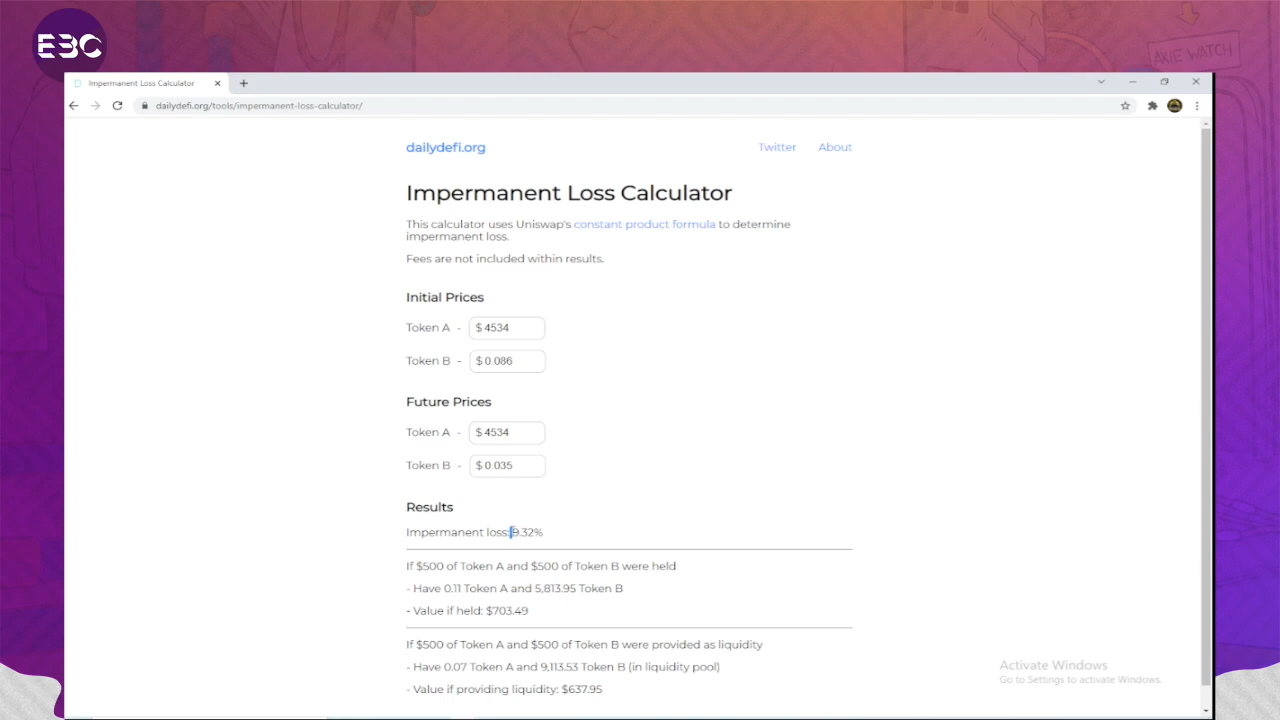 E3C
AXIE WATCH
Impermanent Loss Calculator
dailydefi.org/tools/impermanent-loss-calculator/
dailydefi.org
Twitter About
Impermanent Loss Calculator
This calculator uses Uniswap's constant product formula to determine
impermanent loss.
Fees are not included within results.
Initial Prices
Token A - $ 4534
Token B - $ 0.086
Future Prices
Token A - $ 4534
Token B - $ 0.035
Results
Impermanent loss: 9.32%
If $500 of Token A and $500 of Token B were held
- Have 0.11 Token A and 5,813.95 Token B
- Value if held: $703.49
If $500 of Token A and $500 of Token B were provided as liquidity
- Have 0.07 Token A and 9,113.53 Token B (in liquidity pool)
- Value if providing liquidity: $637.95
Activate Windows
Go to Settings to activate Windows.